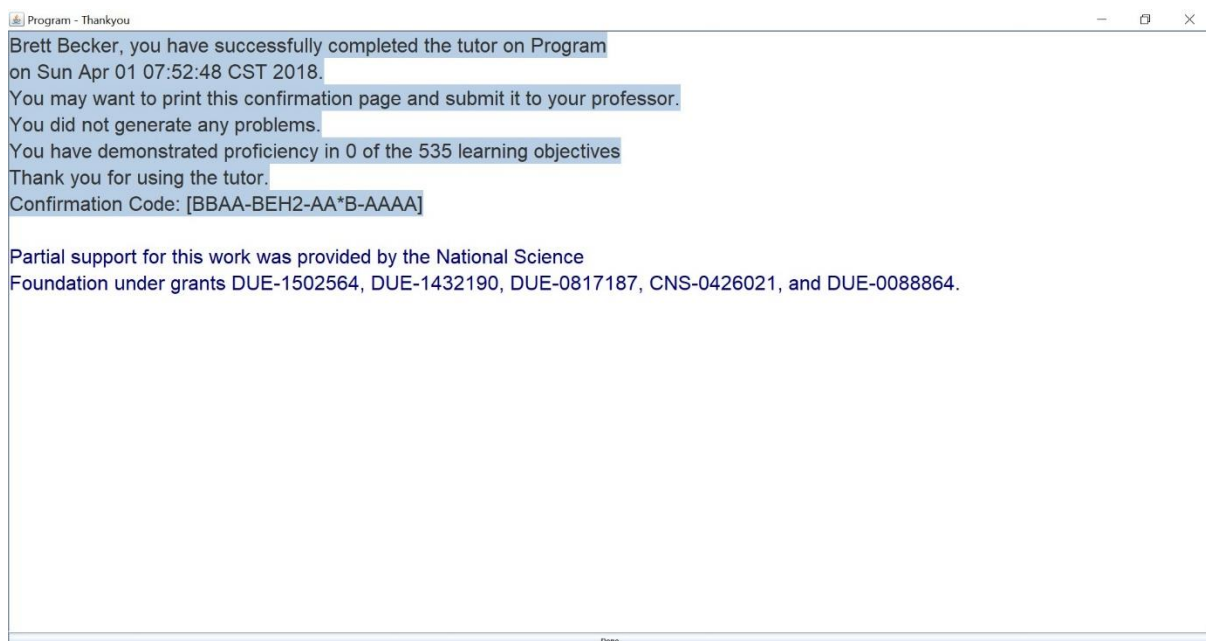 Program - Thankyou
Brett Becker, you have successfully completed the tutor on Program
on Sun Apr 01 07:52:48 CST 2018.
You may want to print this confirmation page and submit it to your professor.
You did not generate any problems.
You have demonstrated proficiency in 0 of the 535 learning objectives
Thank you for using the tutor.
Confirmation Code: [BBAA-BEH2-AA*B-AAAA]
Partial support for this work was provided by the National Science
Foundation under grants DUE-1502564, DUE-1432190, DUE-0817187, CNS-0426021, and DUE-0088864.